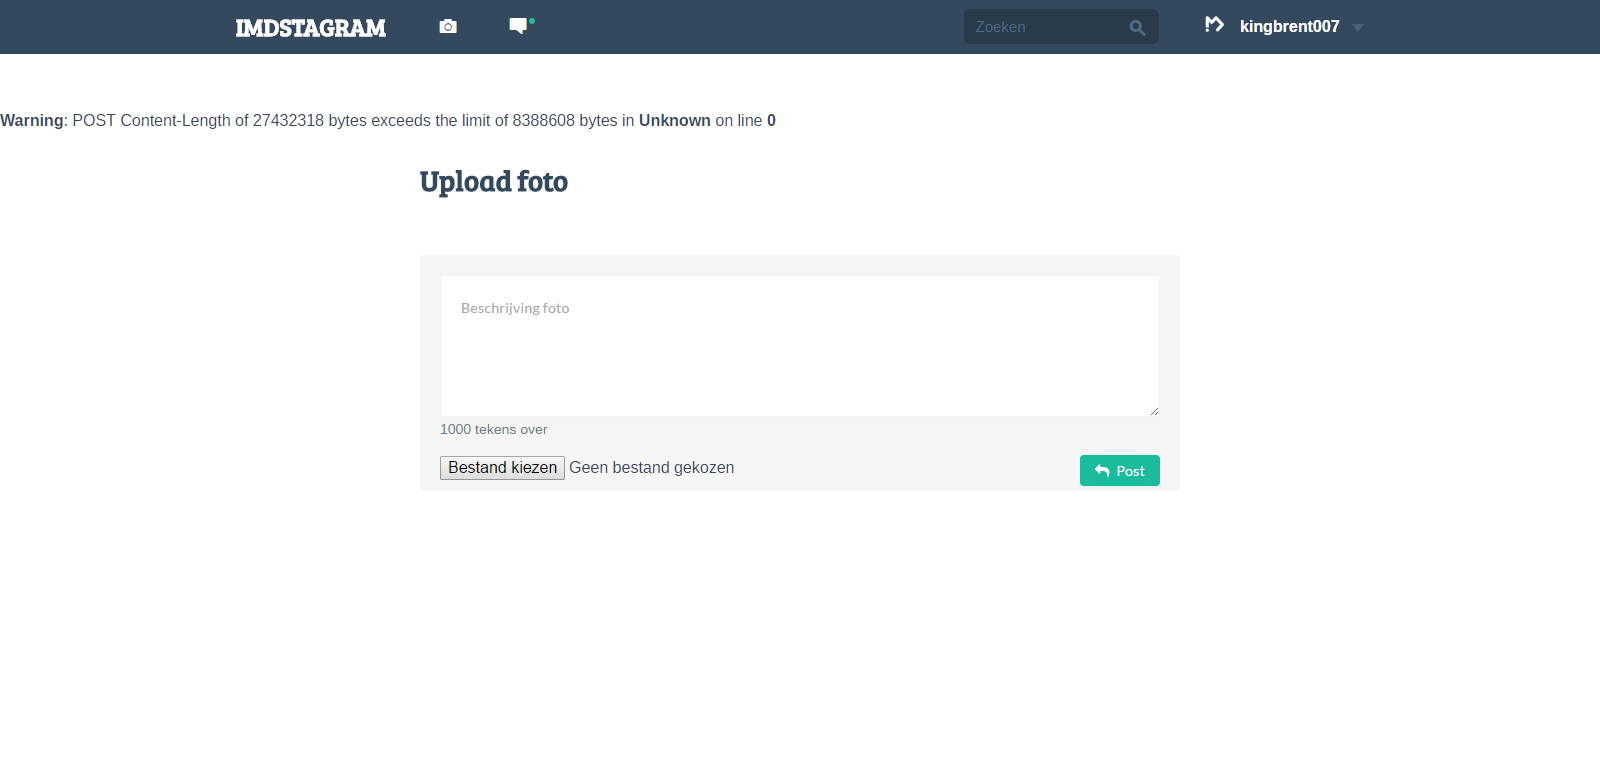 IMDSTAGRAM Zoeken kingbrent007
Warning: POST Content-Length of 27432318 bytes exceeds the limit of 8388608 bytes in Unknown on line 0
Upload foto
Beschrijving foto
1000 tekens over
Bestand kiezen Geen bestand gekozen Post